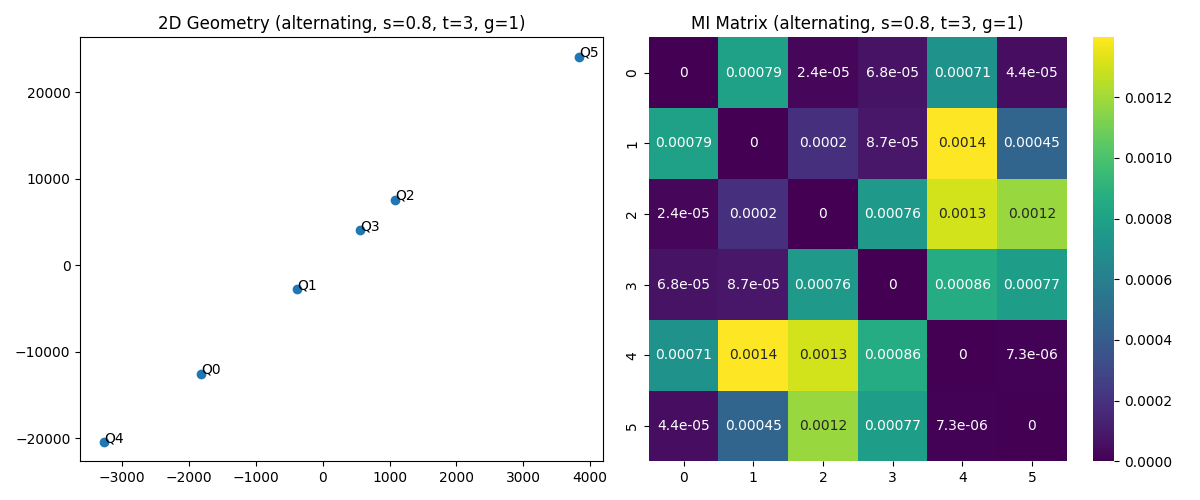 2D Geometry (alternating, s=0.8, t=3, g=1)
20000
10000
0
−10000
−20000
−3000 −2000 −1000 0 1000 2000 3000 4000
Q5
Q2
Q3
Q1
Q0
Q4
MI Matrix (alternating, s=0.8, t=3, g=1)
0 0 0.00079 2.4e-05 6.8e-05 0.00071 4.4e-05
1 0.00079 0 0.0002 8.7e-05 0.0014 0.00045
2 2.4e-05 0.0002 0 0.00076 0.0013 0.0012
3 6.8e-05 8.7e-05 0.00076 0 0.00086 0.00077
4 0.00071 0.0014 0.0013 0.00086 0 7.3e-06
5 4.4e-05 0.00045 0.0012 0.00077 7.3e-06 0
0 1 2 3 4 5
0.0012
0.0010
0.0008
0.0006
0.0004
0.0002
0.0000